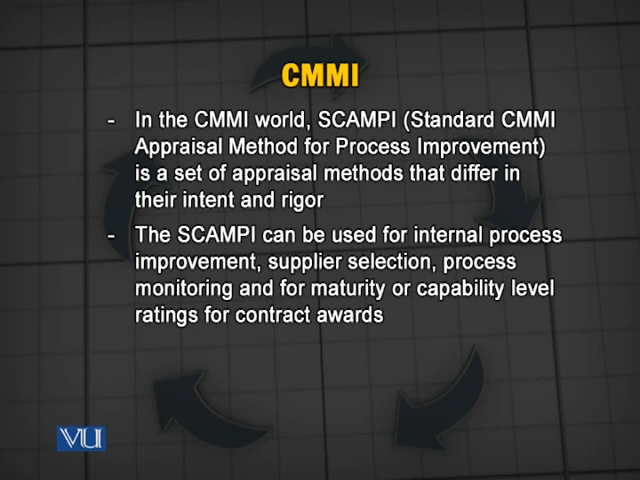 CMMI
- In the CMMI world, SCAMPI (Standard CMMI
Appraisal Method for Process Improvement)
is a set of appraisal methods that differ in
their intent and rigor
- The SCAMPI can be used for internal process
improvement, supplier selection, process
monitoring and for maturity or capability level
ratings for contract awards
VU